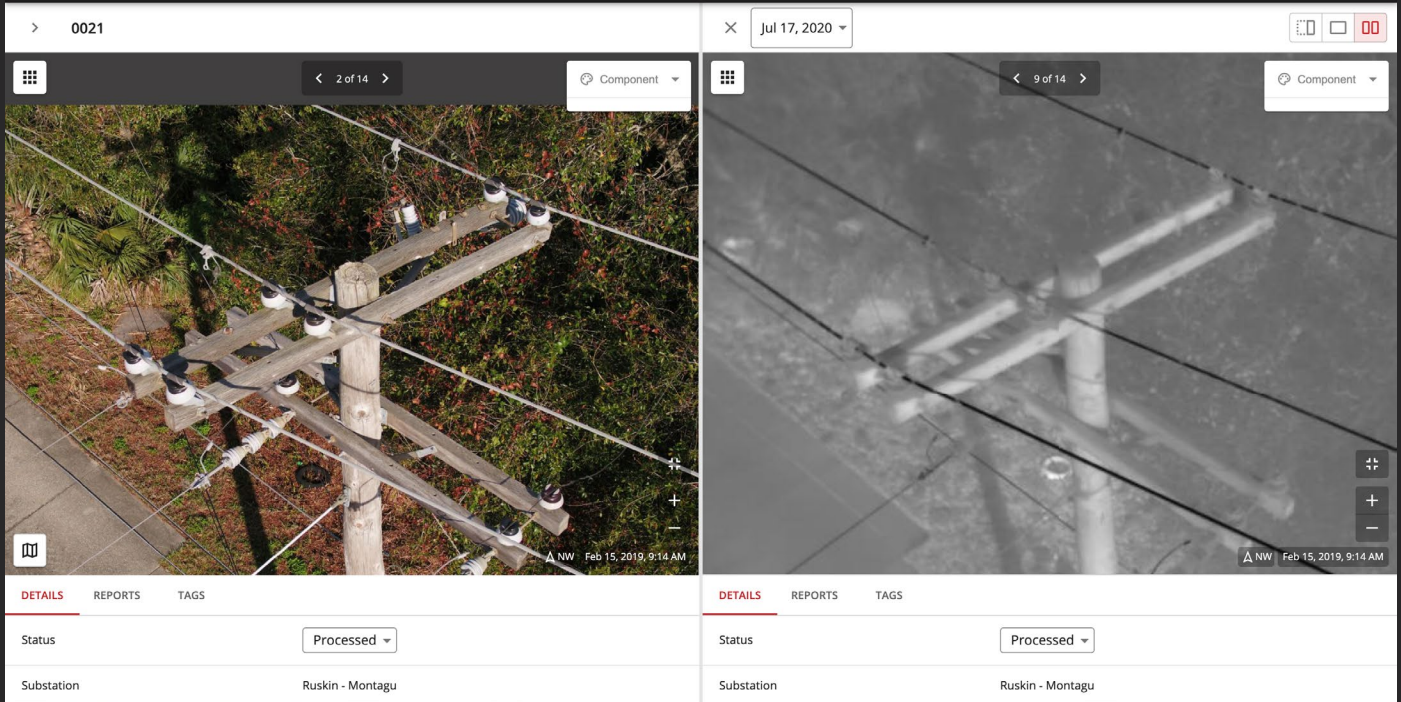 0021
Jul 17, 2020
2 of 14
Component
9 of 14
Component
NW Feb 15, 2019, 9:14 AM
NW Feb 15, 2019, 9:14 AM
DETAILS REPORTS TAGS
DETAILS REPORTS TAGS
Status Processed
Status Processed
Substation Ruskin - Montagu
Substation Ruskin - Montagu